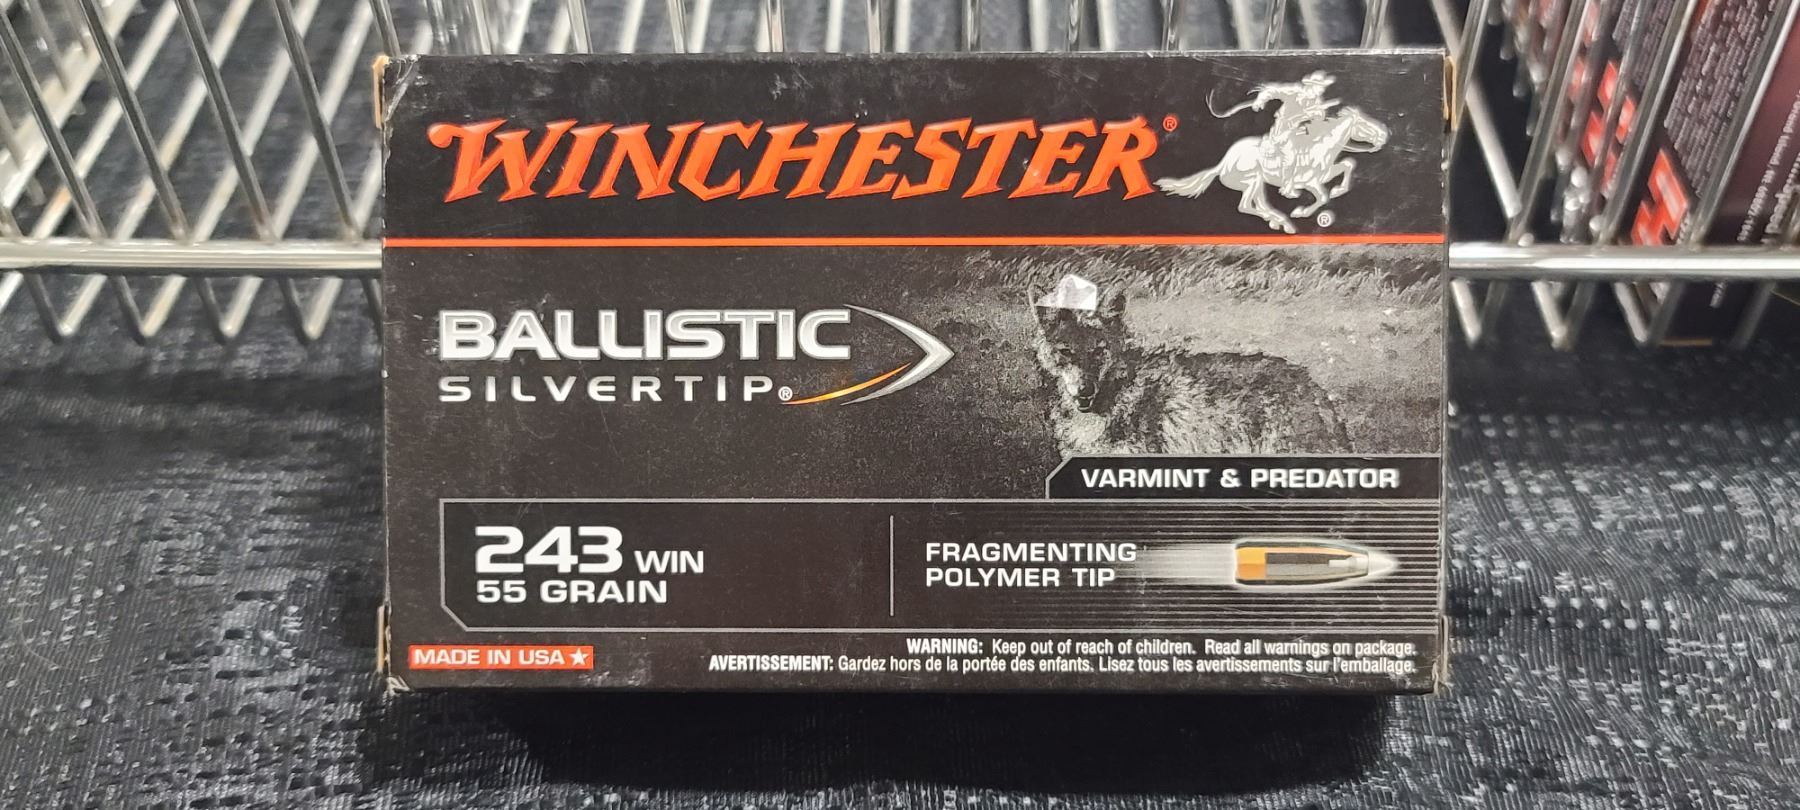 WINCHESTER®
®
BALLISTIC
SILVERTIP®
VARMINT & PREDATOR
243 WIN
55 GRAIN
FRAGMENTING
POLYMER TIP
MADE IN USA
WARNING: Keep out of reach of children. Read all warnings on package.
AVERTISSEMENT: Gardez hors de la portée des enfants. Lisez tous les avertissements sur l'emballage.